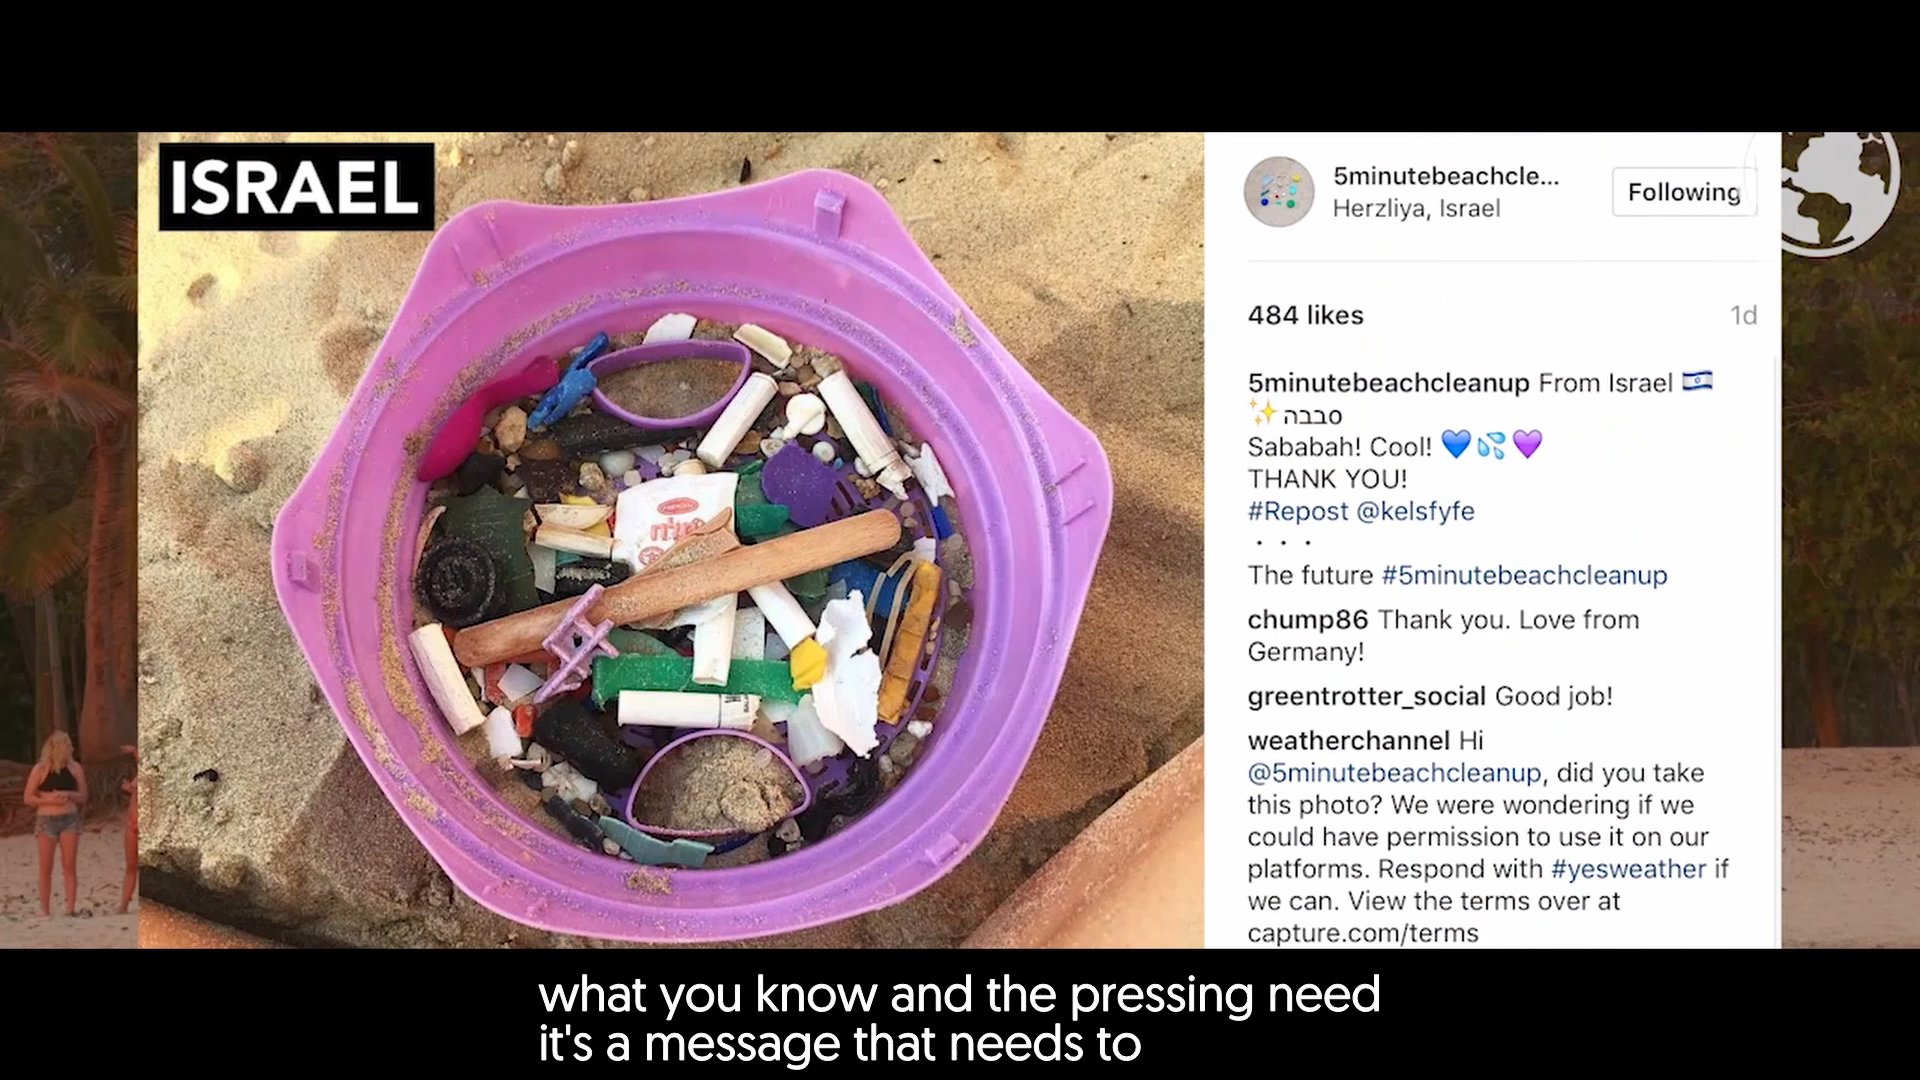 ISRAEL
5minutebeachcle...
Herzliya, Israel
Following
484 likes
1d
5minutebeachcleanup From Israel 🇮🇱
✨ סבבה
Sababah! Cool! 💙💦💜
THANK YOU!
#Repost @kelsfyfe
・・・
The future #5minutebeachcleanup
chump86 Thank you. Love from
Germany!
greentrotter_social Good job!
weatherchannel Hi
@5minutebeachcleanup, did you take
this photo? We were wondering if we
could have permission to use it on our
platforms. Respond with #yesweather if
we can. View the terms over at
capture.com/terms
what you know and the pressing need
it's a message that needs to